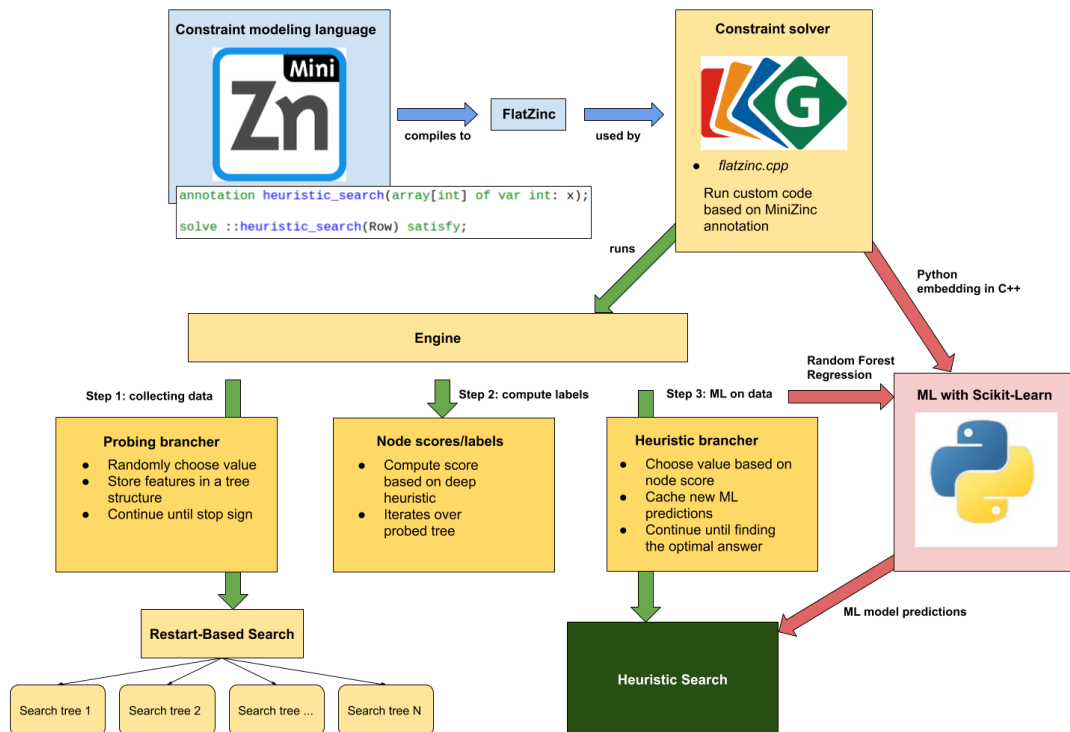 Constraint modeling language
Mini
Zn
annotation heuristic_search(array[int] of var int: x);
solve ::heuristic_search(Row) satisfy;
compiles to
FlatZinc
used by
Constraint solver
G
● flatzinc.cpp
Run custom code
based on MiniZinc
annotation
runs
Python
embedding in C++
Engine
Step 1: collecting data
Step 2: compute labels
Step 3: ML on data
Random Forest
Regression
Probing brancher
● Randomly choose value
● Store features in a tree
structure
● Continue until stop sign
Node scores/labels
● Compute score
based on deep
heuristic
● Iterates over
probed tree
Heuristic brancher
● Choose value based on
node score
● Cache new ML
predictions
● Continue until finding
the optimal answer
ML with Scikit-Learn
ML model predictions
Restart-Based Search
Search tree 1
Search tree 2
Search tree ...
Search tree N
Heuristic Search